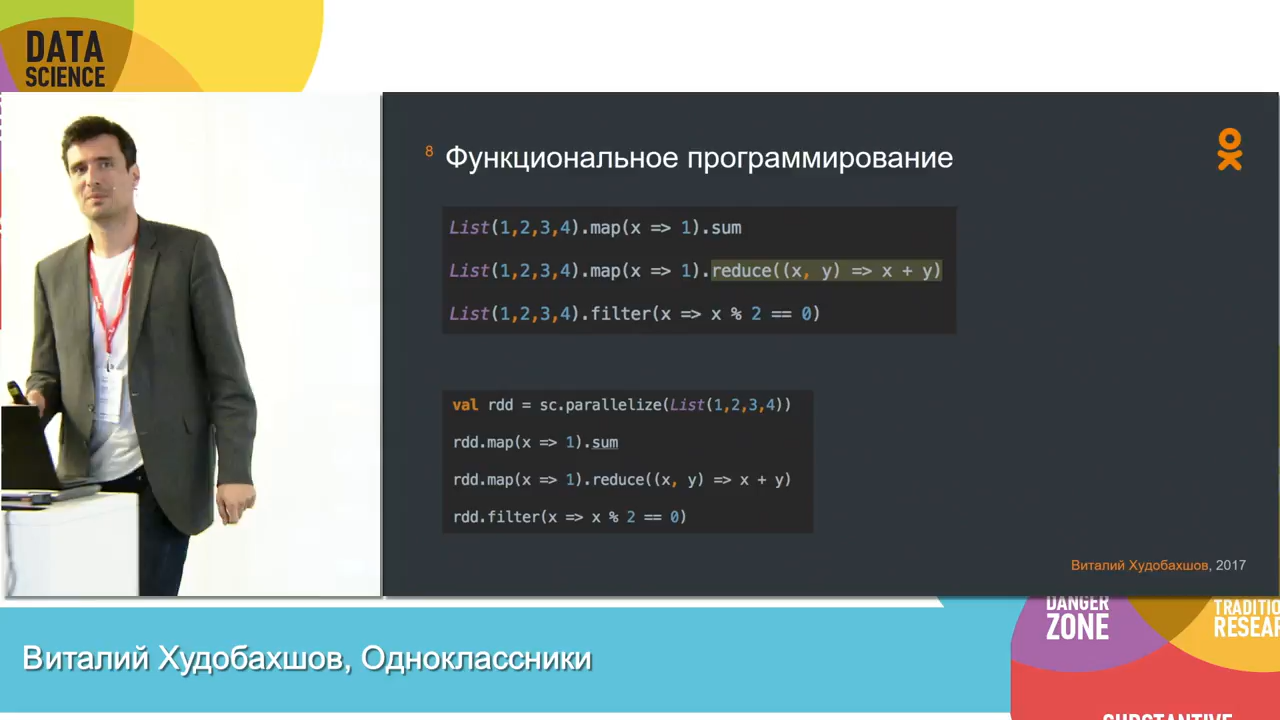 DATA
SCIENCE
8 Функциональное программирование
List(1,2,3,4).map(x => 1).sum
List(1,2,3,4).map(x => 1).reduce((x, y) => x + y)
List(1,2,3,4).filter(x => x % 2 == 0)
val rdd = sc.parallelize(List(1,2,3,4))
rdd.map(x => 1).sum
rdd.map(x => 1).reduce((x, y) => x + y)
rdd.filter(x => x % 2 == 0)
Виталий Худобахшов, 2017
DANGER
ZONE
TRADITIO
RESEAR
SUBSTANTIVE
Виталий Худобахшов, Одноклассники